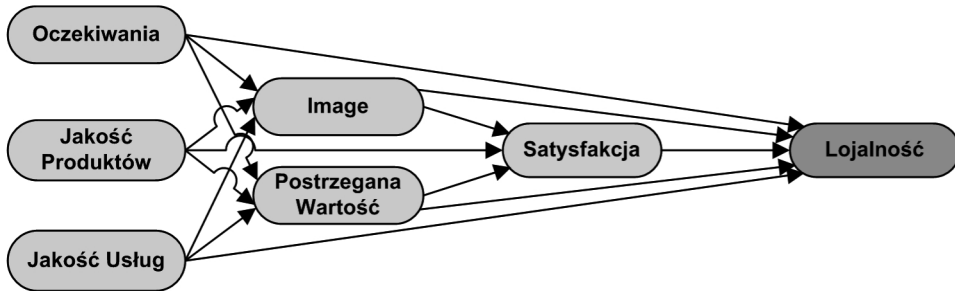 Oczekiwania
Image
Jakość
Produktów
Satysfakcja
Lojalność
Postrzegana
Wartość
Jakość Usług